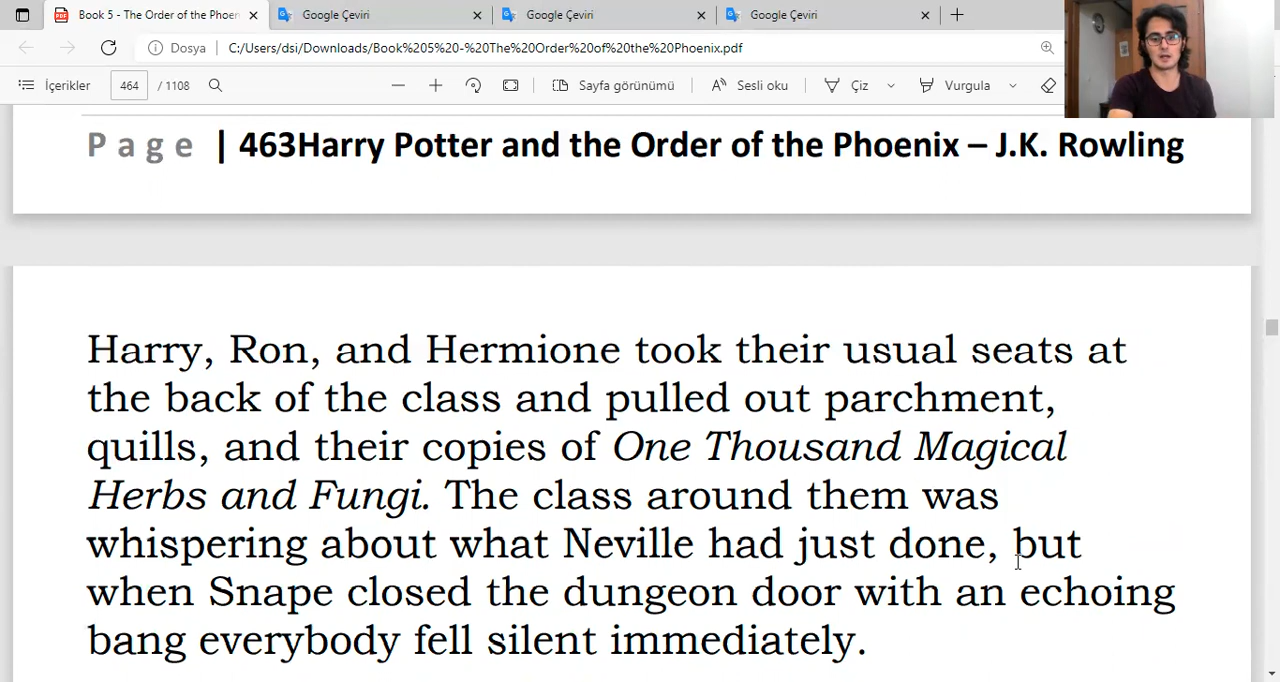 Book 5 - The Order of the Phoen
Google Çeviri
Google Çeviri
Google Çeviri
Dosya
C:/Users/dsi/Downloads/Book%205%20-%20The%20Order%20of%20the%20Phoenix.pdf
İçerikler
464
/ 1108
Sayfa görünümü
Sesli oku
Çiz
Vurgula
Page | 463Harry Potter and the Order of the Phoenix – J.K. Rowling
Harry, Ron, and Hermione took their usual seats at
the back of the class and pulled out parchment,
quills, and their copies of One Thousand Magical
Herbs and Fungi. The class around them was
whispering about what Neville had just done, but
when Snape closed the dungeon door with an echoing
bang everybody fell silent immediately.